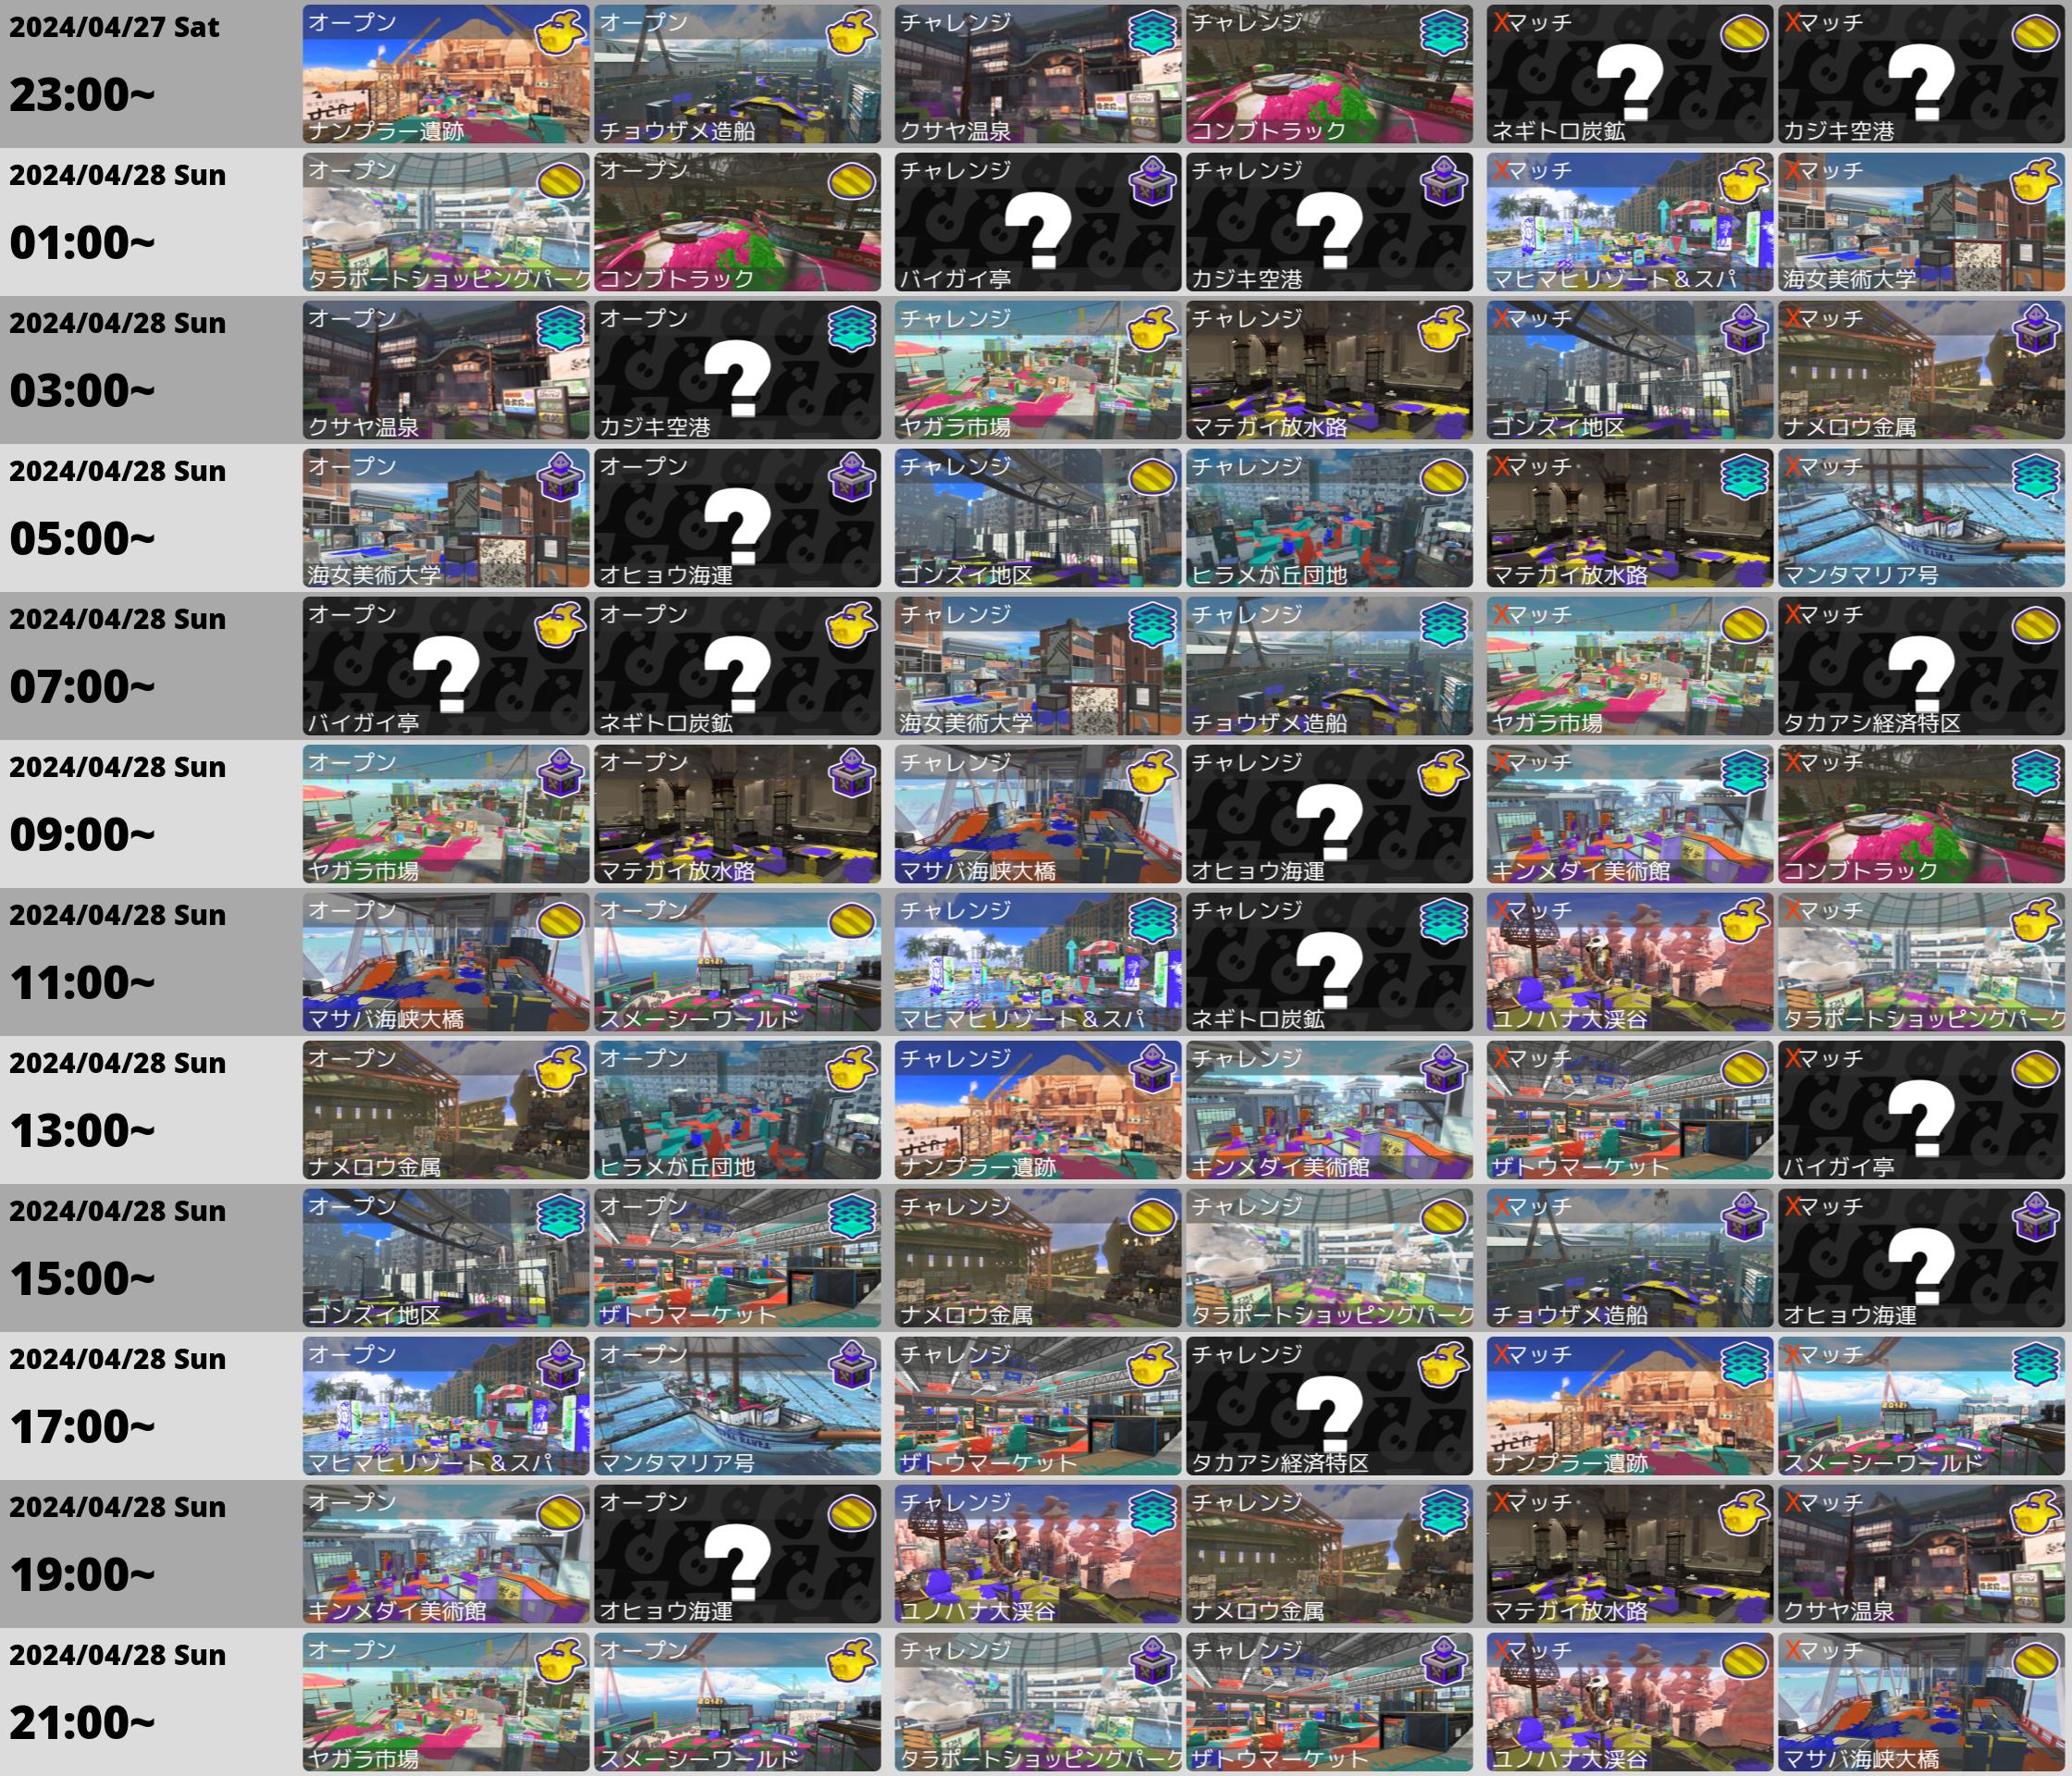 2024/04/27 Sat
23:00~
オープン
ナンプラー遺跡
オープン
チョウザメ造船
チャレンジ
クサヤ温泉
チャレンジ
コンブトラック
Xマッチ
ネギトロ炭鉱
Xマッチ
カジキ空港
2024/04/28 Sun
01:00~
オープン
タラポートショッピングパーク
オープン
コンブトラック
チャレンジ
バイガイ亭
チャレンジ
カジキ空港
Xマッチ
マヒマヒリゾート&スパ
Xマッチ
海女美術大学
2024/04/28 Sun
03:00~
オープン
クサヤ温泉
オープン
カジキ空港
チャレンジ
ヤガラ市場
チャレンジ
マテガイ放水路
Xマッチ
ゴンズイ地区
Xマッチ
ナメロウ金属
2024/04/28 Sun
05:00~
オープン
海女美術大学
オープン
オヒョウ海運
チャレンジ
ゴンズイ地区
チャレンジ
ヒラメが丘団地
Xマッチ
マテガイ放水路
Xマッチ
マンタマリア号
2024/04/28 Sun
07:00~
オープン
バイガイ亭
オープン
ネギトロ炭鉱
チャレンジ
海女美術大学
チャレンジ
チョウザメ造船
Xマッチ
ヤガラ市場
Xマッチ
タカアシ経済特区
2024/04/28 Sun
09:00~
オープン
ヤガラ市場
オープン
マテガイ放水路
チャレンジ
マサバ海峡大橋
チャレンジ
オヒョウ海運
Xマッチ
キンメダイ美術館
Xマッチ
コンブトラック
2024/04/28 Sun
11:00~
オープン
マサバ海峡大橋
オープン
スメーシーワールド
チャレンジ
マヒマヒリゾート&スパ
チャレンジ
ネギトロ炭鉱
Xマッチ
ユノハナ大渓谷
Xマッチ
タラポートショッピングパーク
2024/04/28 Sun
13:00~
オープン
ナメロウ金属
オープン
ヒラメが丘団地
チャレンジ
ナンプラー遺跡
チャレンジ
キンメダイ美術館
Xマッチ
ザトウマーケット
Xマッチ
バイガイ亭
2024/04/28 Sun
15:00~
オープン
ゴンズイ地区
オープン
ザトウマーケット
チャレンジ
ナメロウ金属
チャレンジ
タラポートショッピングパーク
Xマッチ
チョウザメ造船
Xマッチ
オヒョウ海運
2024/04/28 Sun
17:00~
オープン
マヒマヒリゾート&スパ
オープン
マンタマリア号
チャレンジ
ザトウマーケット
チャレンジ
タカアシ経済特区
Xマッチ
ナンプラー遺跡
Xマッチ
スメーシーワールド
2024/04/28 Sun
19:00~
オープン
キンメダイ美術館
オープン
オヒョウ海運
チャレンジ
ユノハナ大渓谷
チャレンジ
ナメロウ金属
Xマッチ
マテガイ放水路
Xマッチ
クサヤ温泉
2024/04/28 Sun
21:00~
オープン
ヤガラ市場
オープン
スメーシーワールド
チャレンジ
タラポートショッピングパーク
チャレンジ
ザトウマーケット
Xマッチ
ユノハナ大渓谷
Xマッチ
マサバ海峡大橋